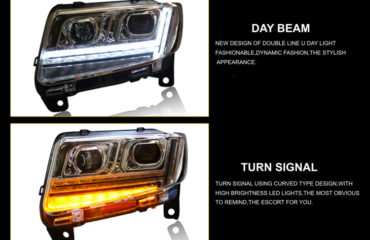 DAY BEAM
NEW DESIGN OF DOUBLE LINE U DAY LIGHT
FASHIONABLE,DYNAMIC FASHION,THE STYLISH
APPEARANCE.
TURN SIGNAL
TURN SIGNAL USING CURVED TYPE DESIGN,WITH
HIGH BRIGHTNESS LED LIGHTS,THE MOST OBVIOUS
TO REMIND,THE ESCORT FOR YOU.